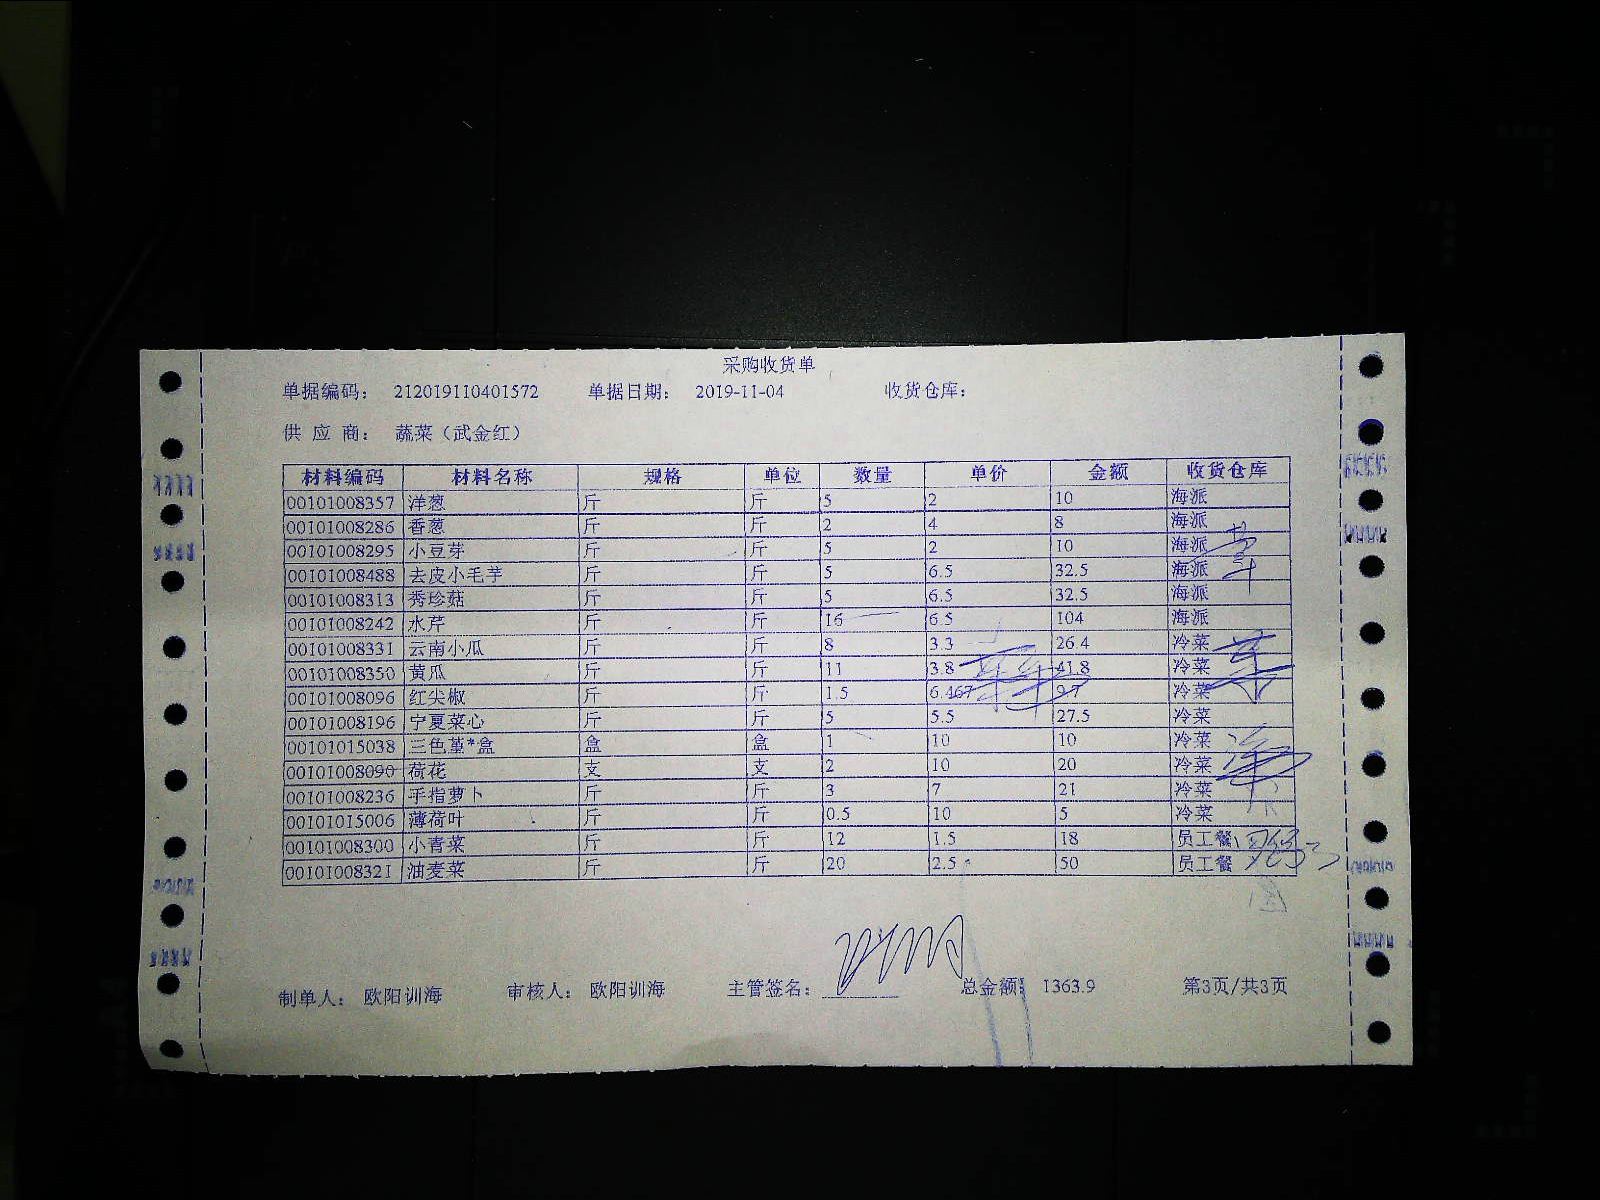 采购收货单
单据编码： 212019110401572 单据日期： 2019-11-04 收货仓库：
供 应 商： 蔬菜（武金红）
材料编码 材料名称 规格 单位 数量 单价 金额 收货仓库
00101008357 洋葱 斤 斤 5 2 10 海派
00101008286 香葱 斤 斤 2 4 8 海派
00101008295 小豆芽 斤 斤 5 2 10 海派
00101008488 去皮小毛芋 斤 斤 5 6.5 32.5 海派
00101008313 秀珍菇 斤 斤 5 6.5 32.5 海派
00101008242 水芹 斤 斤 16 6.5 104 海派
00101008331 云南小瓜 斤 斤 8 3.3 26.4 冷菜
00101008350 黄瓜 斤 斤 11 3.8 41.8 冷菜
00101008096 红尖椒 斤 斤 1.5 6.467 9.7 冷菜
00101008196 宁夏菜心 斤 斤 5 5.5 27.5 冷菜
00101015038 三色堇*盒 盒 盒 1 10 10 冷菜
00101008090 荷花 支 支 2 10 20 冷菜
00101008236 手指萝卜 斤 斤 3 7 21 冷菜
00101015006 薄荷叶 斤 斤 0.5 10 5 冷菜
00101008300 小青菜 斤 斤 12 1.5 18 员工餐
00101008321 油麦菜 斤 斤 20 2.5 50 员工餐
制单人： 欧阳训海 审核人： 欧阳训海 主管签名： 总金额： 1363.9 第3页/共3页